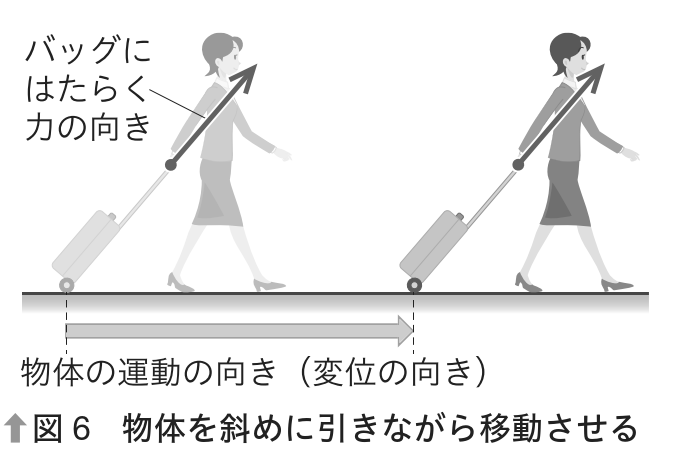 バッグに
はたらく
力の向き
物体の運動の向き（変位の向き）
⬆図6　物体を斜めに引きながら移動させる